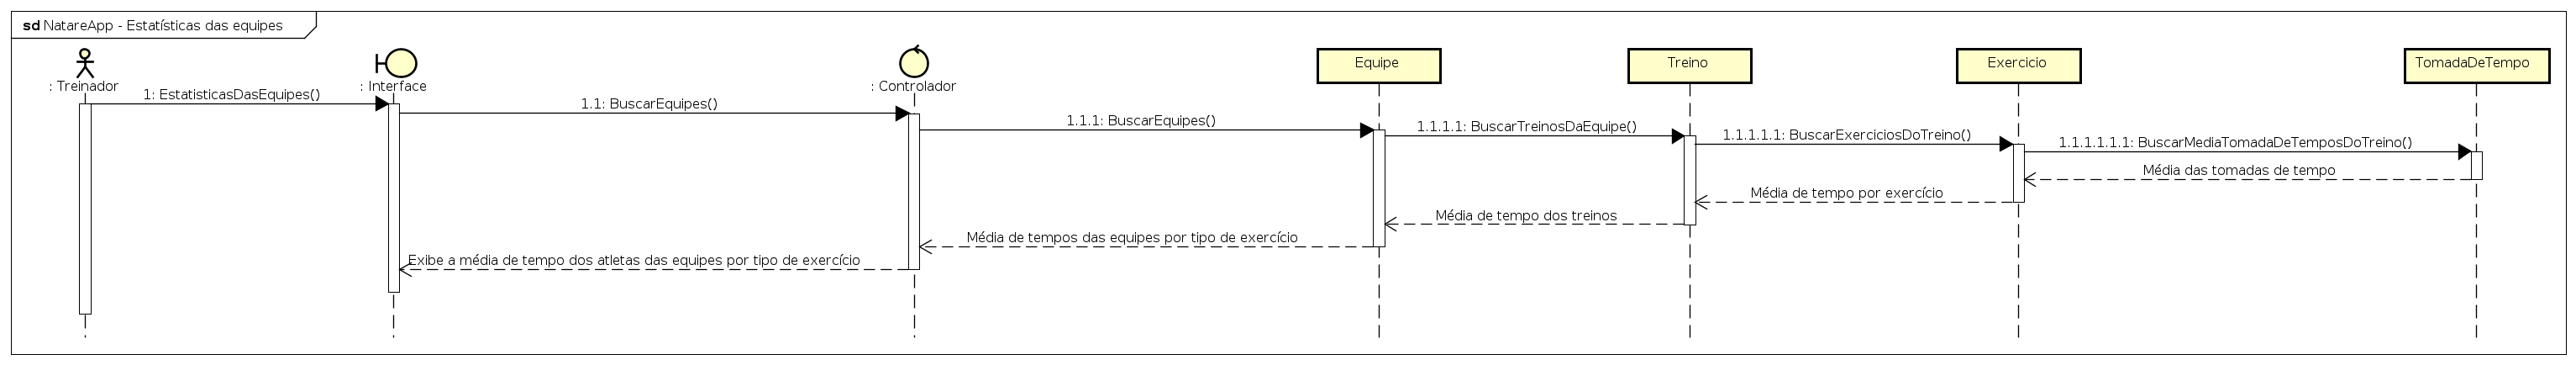 sd NatareApp - Estatísticas das equipes
: Treinador
: Interface
: Controlador
Equipe
Treino
Exercicio
TomadaDeTempo
1: EstatisticasDasEquipes()
1.1: BuscarEquipes()
1.1.1: BuscarEquipes()
1.1.1.1: BuscarTreinosDaEquipe()
1.1.1.1.1: BuscarExerciciosDoTreino()
1.1.1.1.1.1: BuscarMediaTomadaDeTemposDoTreino()
Média das tomadas de tempo
Média de tempo por exercício
Média de tempo dos treinos
Média de tempos das equipes por tipo de exercício
Exibe a média de tempo dos atletas das equipes por tipo de exercício